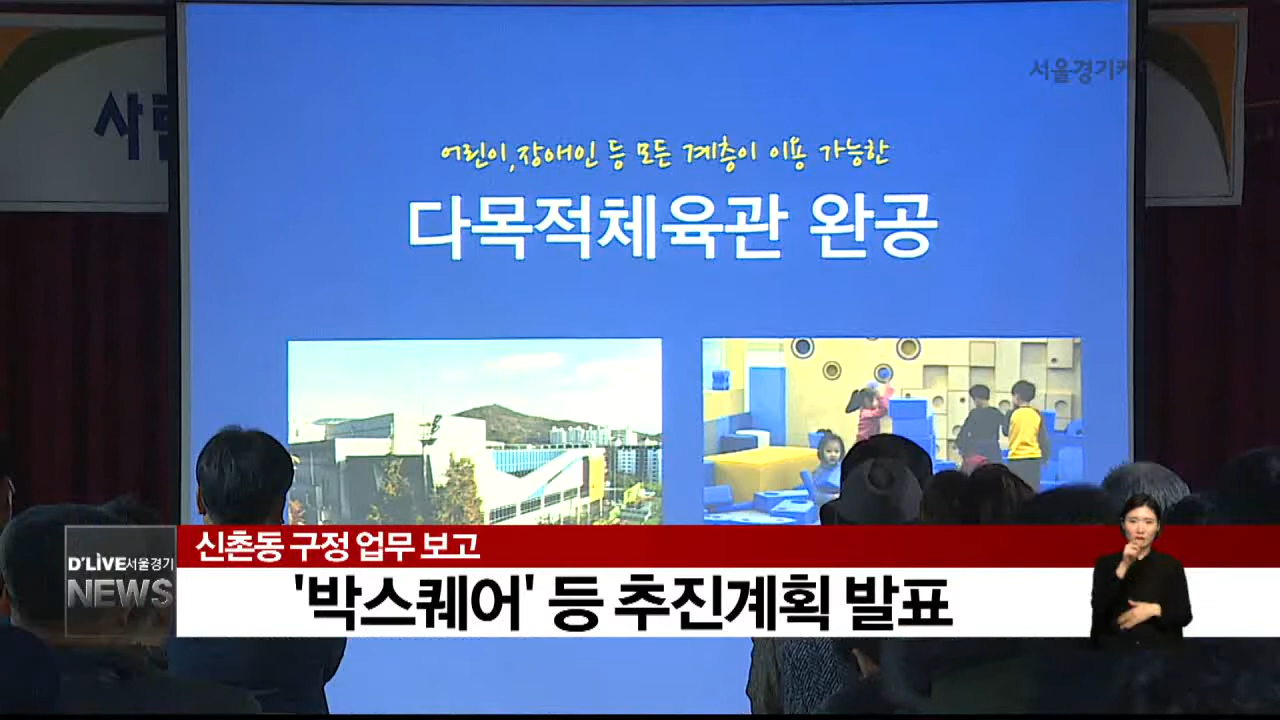 서울경기케
사람
어린이,장애인 등 모든 계층이 이용 가능한
다목적체육관 완공
신촌동 구정 업무 보고
D'LIVE서울경기
NEWS
'박스퀘어' 등 추진계획 발표